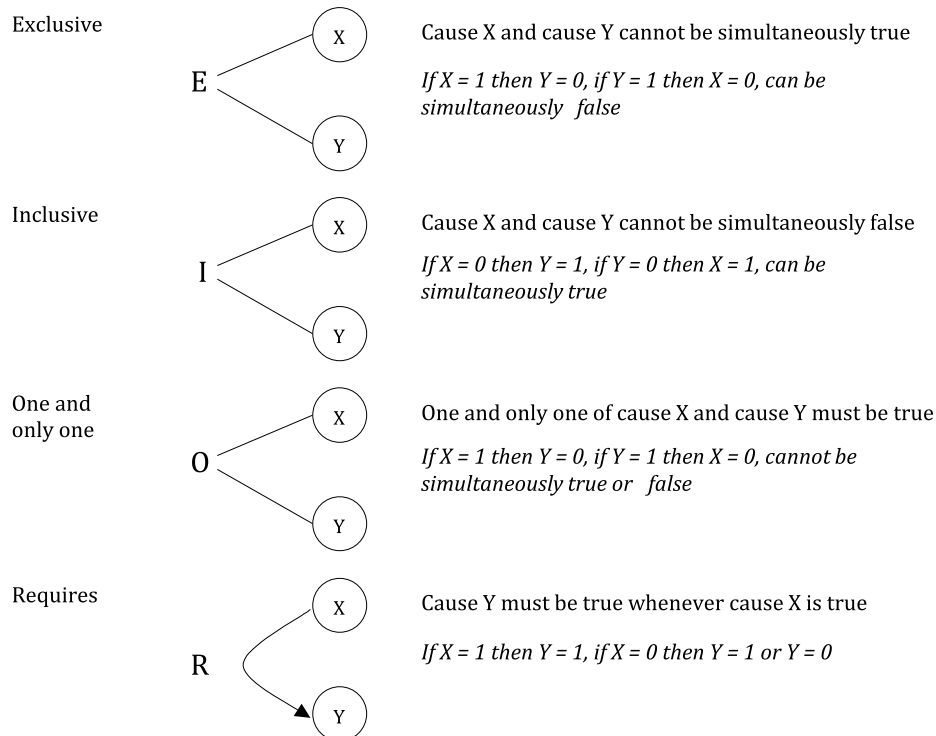 Exclusive
X
Cause X and cause Y cannot be simultaneously true
E
If X = 1 then Y = 0, if Y = 1 then X = 0, can be
simultaneously false
Y
Inclusive
X
Cause X and cause Y cannot be simultaneously false
I
If X = 0 then Y = 1, if Y = 0 then X = 1, can be
simultaneously true
Y
One and
only one
X
One and only one of cause X and cause Y must be true
O
If X = 1 then Y = 0, if Y = 1 then X = 0, cannot be
simultaneously true or false
Y
Requires
X
Cause Y must be true whenever cause X is true
R
If X = 1 then Y = 1, if X = 0 then Y = 1 or Y = 0
Y